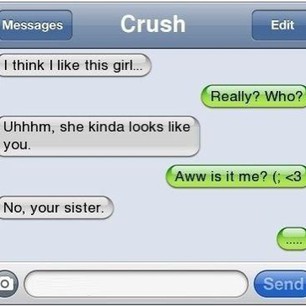 Messages
Crush
Edit
I think I like this girl...
Really? Who?
Uhhhm, she kinda looks like
you.
Aww is it me? (; <3
No, your sister.
.....
Send